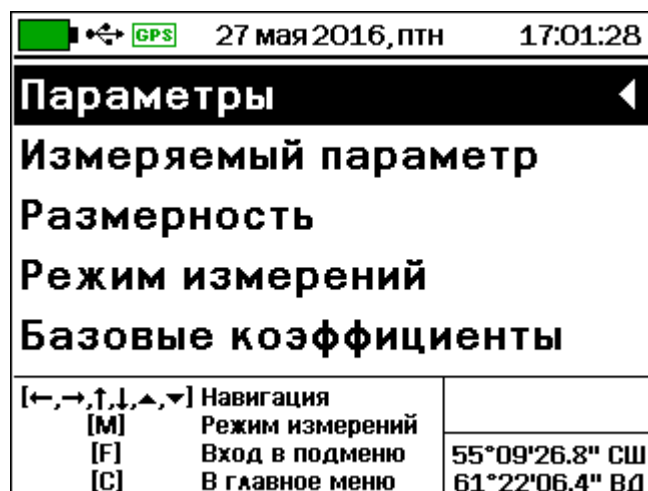 GPS 27 мая 2016, птн 17:01:28
Параметры
Измеряемый параметр
Размерность
Режим измерений
Базовые коэффициенты
[←,→,↑,↓,▲,▼] Навигация
[M] Режим измерений
[F] Вход в подменю
[C] В главное меню
55°09'26.8" СШ
61°22'06.4" ВД